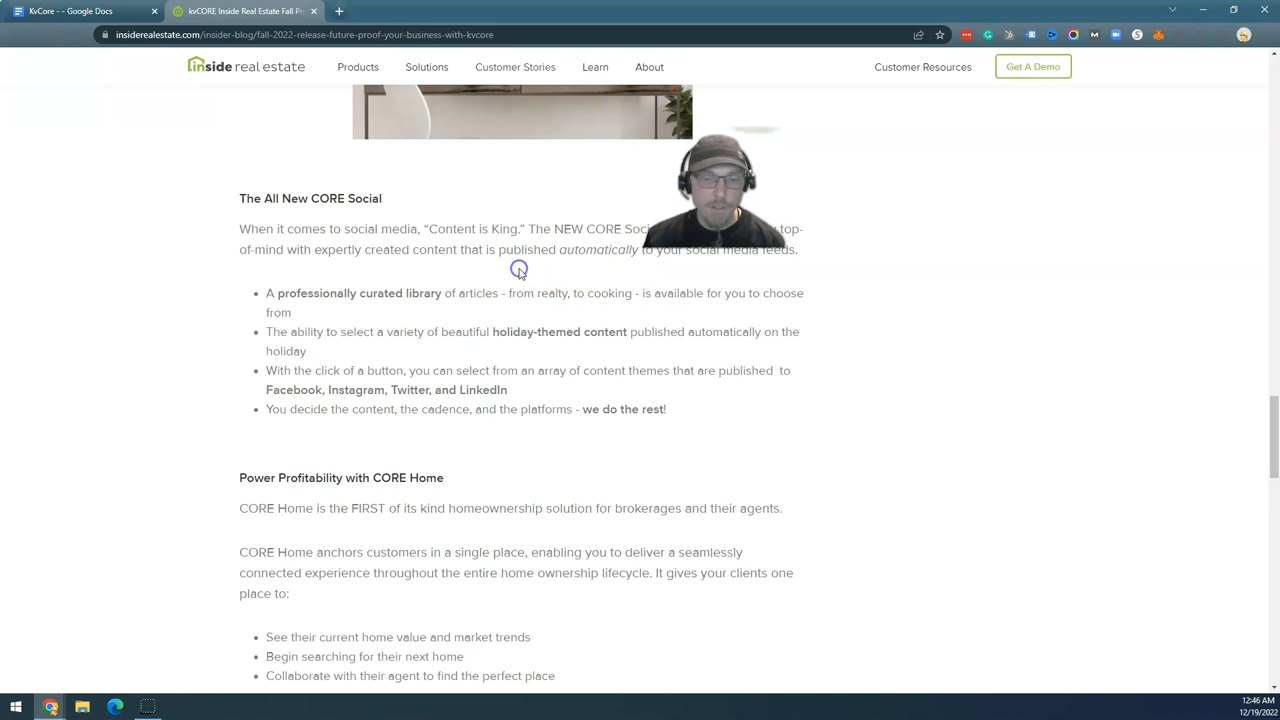 KvCore - - Google Docs
kvCORE Inside Real Estate Fall Pr
insiderealestate.com/insider-blog/fall-2022-release-future-proof-your-business-with-kvcore
inside real estate
Products
Solutions
Customer Stories
Learn
About
Customer Resources
Get A Demo
The All New CORE Social
When it comes to social media, “Content is King.” The NEW CORE Soci top-
of-mind with expertly created content that is published automatically to your social media feeds.
• A professionally curated library of articles - from realty, to cooking - is available for you to choose
from
• The ability to select a variety of beautiful holiday-themed content published automatically on the
holiday
• With the click of a button, you can select from an array of content themes that are published to
Facebook, Instagram, Twitter, and LinkedIn
• You decide the content, the cadence, and the platforms - we do the rest!
Power Profitability with CORE Home
CORE Home is the FIRST of its kind homeownership solution for brokerages and their agents.
CORE Home anchors customers in a single place, enabling you to deliver a seamlessly
connected experience throughout the entire home ownership lifecycle. It gives your clients one
place to:
• See their current home value and market trends
• Begin searching for their next home
• Collaborate with their agent to find the perfect place
12:46 AM
12/19/2022